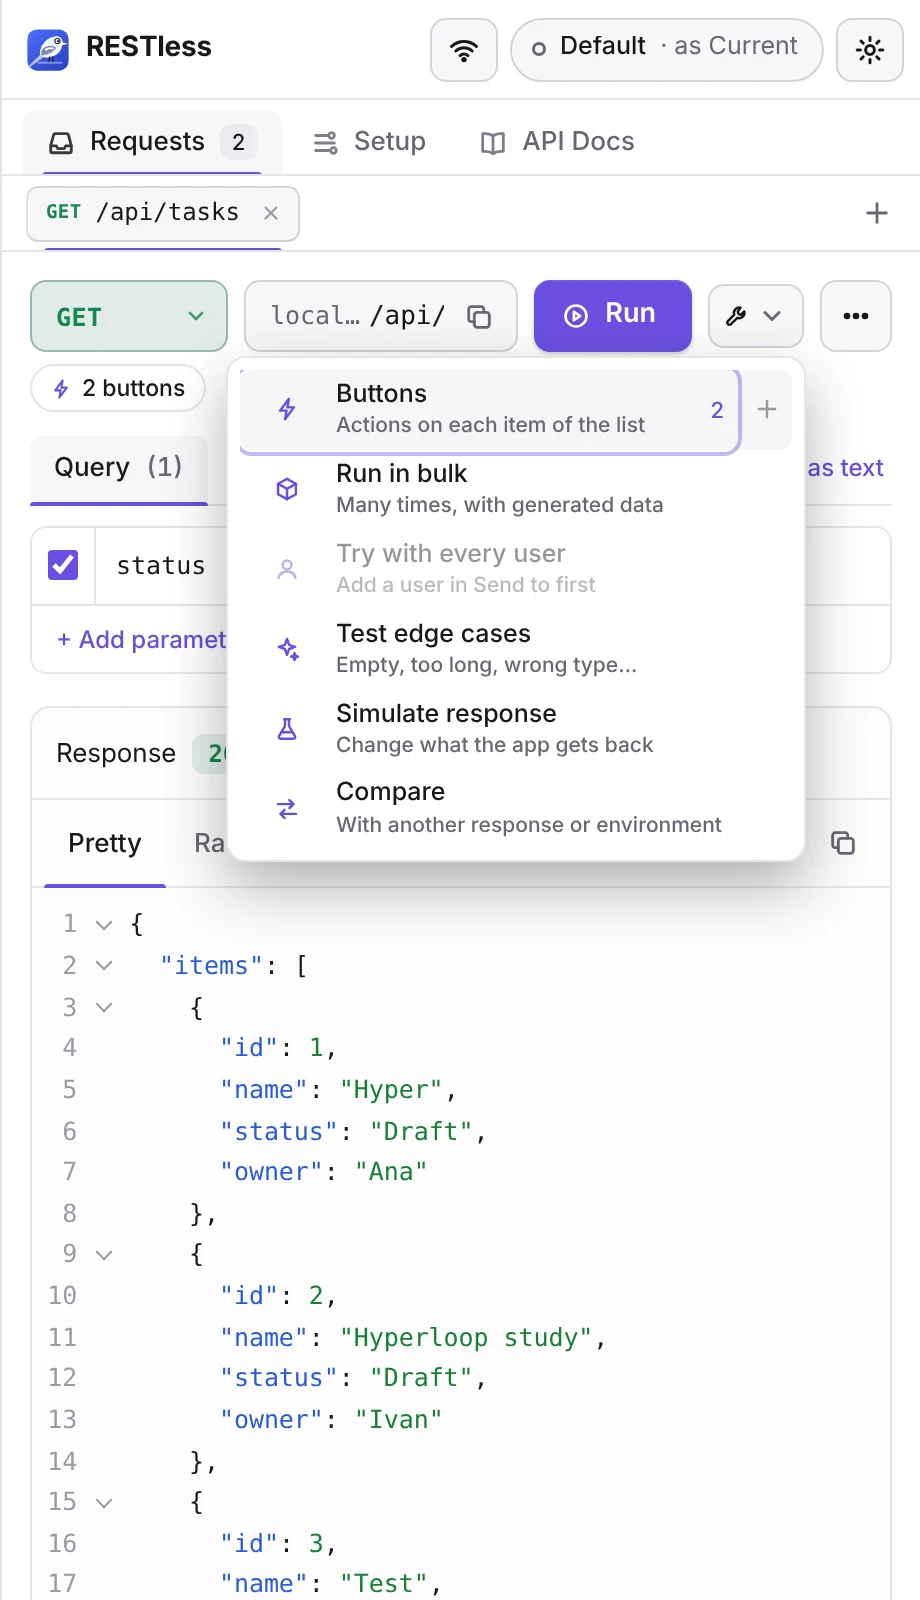 RESTless
Default · as Current
Requests 2 Setup API Docs
GET /api/tasks ×
GET local… /api/ Run
2 buttons
Buttons
Actions on each item of the list 2
Query (1) as text
Run in bulk
Many times, with generated data
status
Try with every user
Add a user in Send to first
+ Add paramet
Test edge cases
Empty, too long, wrong type...
Simulate response
Change what the app gets back
Response
Compare
With another response or environment
Pretty Ra
1 {
2 "items": [
3 {
4 "id": 1,
5 "name": "Hyper",
6 "status": "Draft",
7 "owner": "Ana"
8 },
9 {
10 "id": 2,
11 "name": "Hyperloop study",
12 "status": "Draft",
13 "owner": "Ivan"
14 },
15 {
16 "id": 3,
17 "name": "Test",